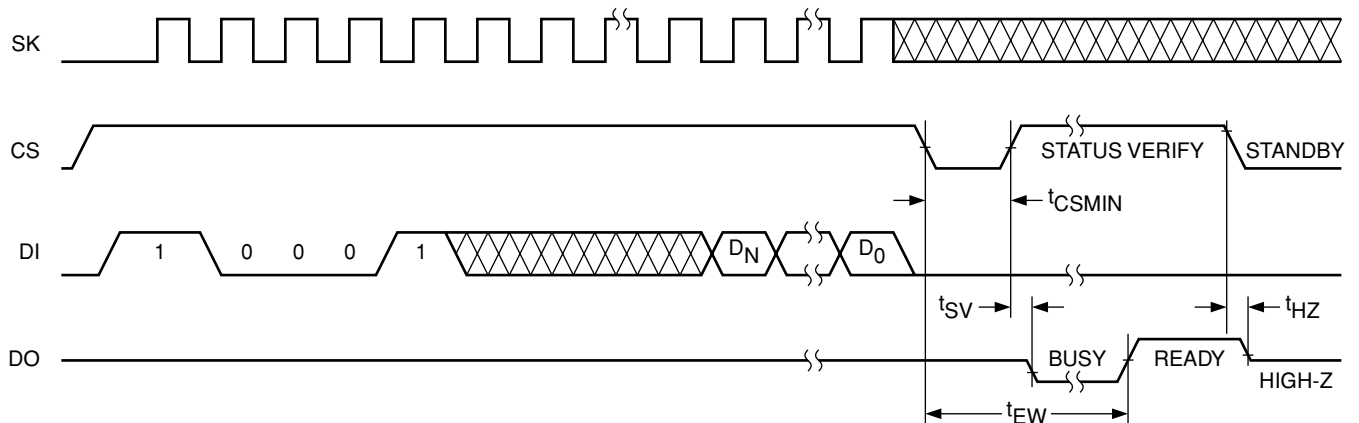 SK
CS
STATUS VERIFY
STANDBY
tCSMIN
DI
1
0
0
0
1
DN
D0
tSV
tHZ
DO
BUSY
READY
HIGH-Z
tEW